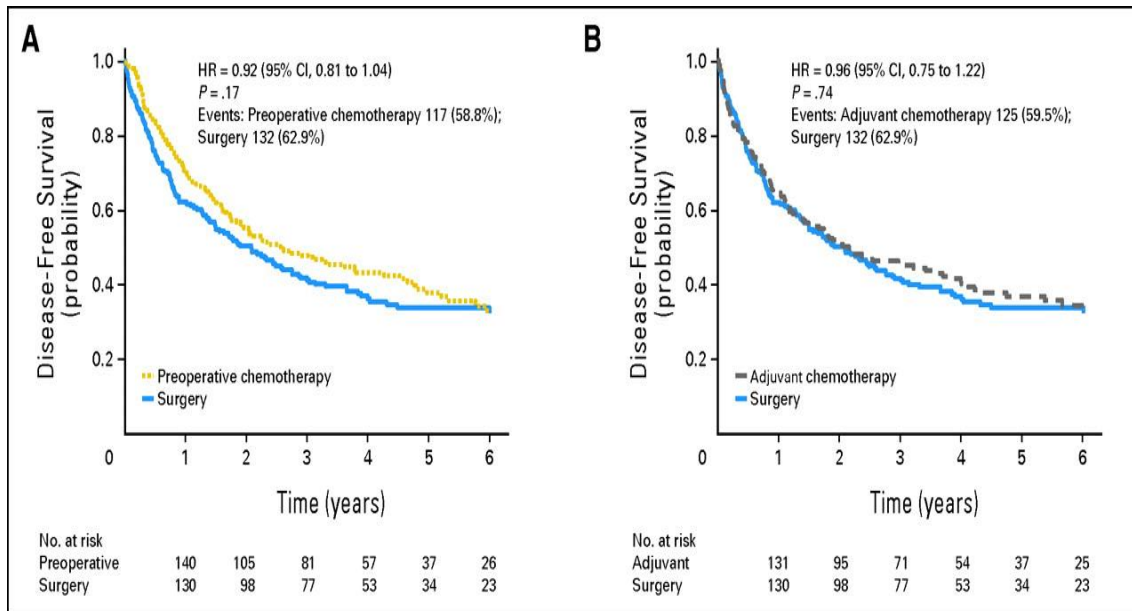 A
HR = 0.92 (95% CI, 0.81 to 1.04)
P = .17
Events: Preoperative chemotherapy 117 (58.8%);
Surgery 132 (62.9%)
Disease-Free Survival
(probability)
1.0
0.8
0.6
0.4
0.2
Preoperative chemotherapy
Surgery
0 1 2 3 4 5 6
Time (years)
No. at risk
Preoperative 140 105 81 57 37 26
Surgery 130 98 77 53 34 23
B
HR = 0.96 (95% CI, 0.75 to 1.22)
P = .74
Events: Adjuvant chemotherapy 125 (59.5%);
Surgery 132 (62.9%)
Disease-Free Survival
(probability)
1.0
0.8
0.6
0.4
0.2
Adjuvant chemotherapy
Surgery
0 1 2 3 4 5 6
Time (years)
No. at risk
Adjuvant 131 95 71 54 37 25
Surgery 130 98 77 53 34 23